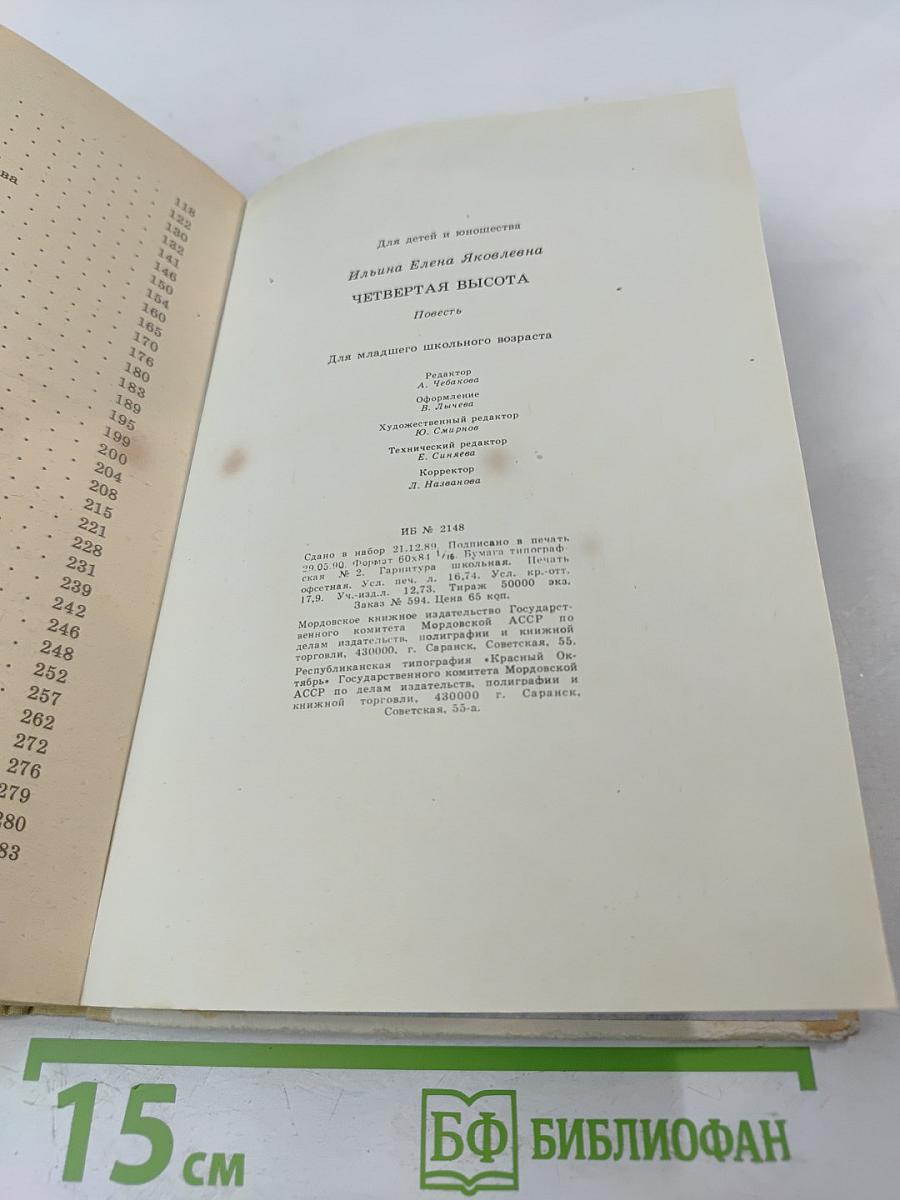 ва
118
122
130
132
141
146
150
154
160
165
170
176
180
183
189
195
199
200
204
208
215
221
228
231
239
242
246
248
252
257
262
272
276
279
280
83
Для детей и юношества
Ильина Елена Яковлевна
ЧЕТВЕРТАЯ ВЫСОТА
Повесть
Для младшего школьного возраста
Редактор
А. Чебакова
Оформление
В. Лычева
Художественный редактор
Ю. Смирнов
Технический редактор
Е. Синяева
Корректор
Л. Названова
ИБ № 2148
Сдано в набор 21.12.89. Подписано в печать
29.05.90. Формат 60x84 1/16. Бумага типограф-
ская № 2. Гарнитура школьная. Печать
офсетная. Усл. печ. л. 16,74. Усл. кр.-отт.
17,9. Уч.-изд.л. 12,73. Тираж 50000 экз.
Заказ № 594. Цена 65 коп.
Мордовское книжное издательство Государст-
венного комитета Мордовской АССР по
делам издательств, полиграфии и книжной
торговли, 430000, г. Саранск, Советская, 55.
Республиканская типография «Красный Ок-
тябрь» Государственного комитета Мордовской
АССР по делам издательств, полиграфии и
книжной торговли, 430000 г. Саранск,
Советская, 55-а.
15 см
БФ БИБЛИОФАН